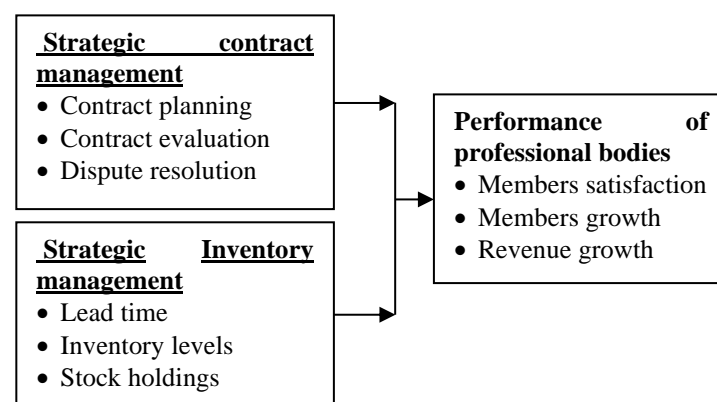 Strategic contract
management
• Contract planning
• Contract evaluation
• Dispute resolution
Performance of
professional bodies
• Members satisfaction
• Members growth
• Revenue growth
Strategic Inventory
management
• Lead time
• Inventory levels
• Stock holdings